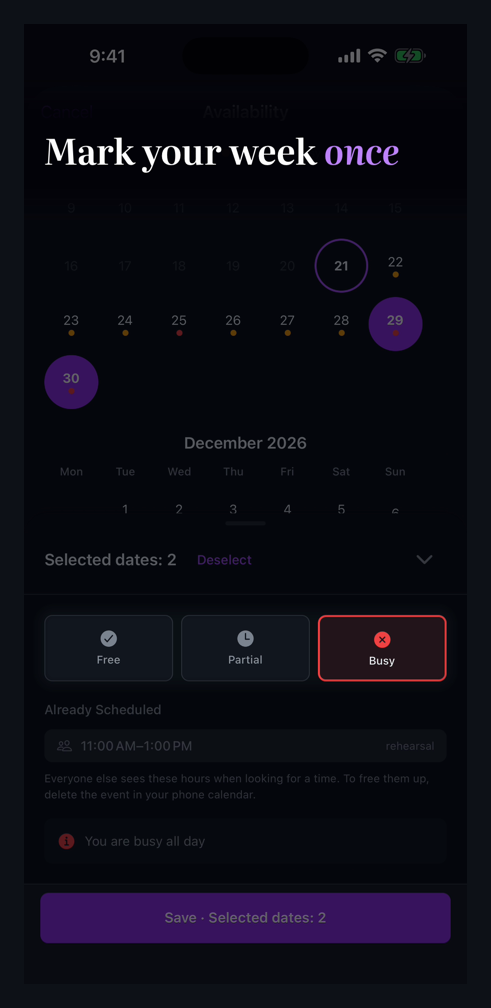 9:41
Availability
Mark your week once
9 10 11 12 13 14 15
16 17 18 19 20 21 22
23 24 25 26 27 28 29
30
December 2026
Mon Tue Wed Thu Fri Sat Sun
1 2 3 4 5 6
Selected dates: 2 Deselect
Free Partial Busy
Already Scheduled
11:00 AM–1:00 PM rehearsal
Everyone else sees these hours when looking for a time. To free them up,
delete the event in your phone calendar.
You are busy all day
Save · Selected dates: 2